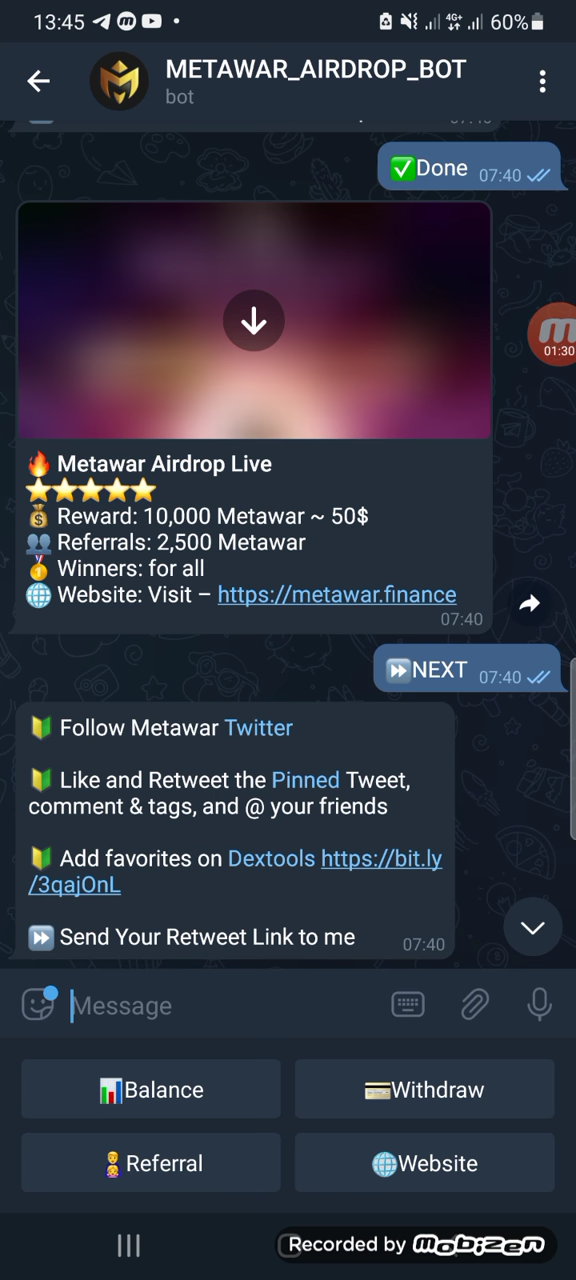 13:45
4G+
60%
METAWAR_AIRDROP_BOT
bot
✅Done 07:40
🔥 Metawar Airdrop Live
⭐⭐⭐⭐⭐
💰 Reward: 10,000 Metawar ~ 50$
👥 Referrals: 2,500 Metawar
🥇 Winners: for all
🌐 Website: Visit – https://metawar.finance
07:40
⏩NEXT 07:40
🔰 Follow Metawar Twitter
🔰 Like and Retweet the Pinned Tweet,
comment & tags, and @ your friends
🔰 Add favorites on Dextools https://bit.ly
/3qajOnL
⏩ Send Your Retweet Link to me 07:40
01:30
Message
📊Balance
💳Withdraw
Referral
🌐Website
Recorded by mobizen